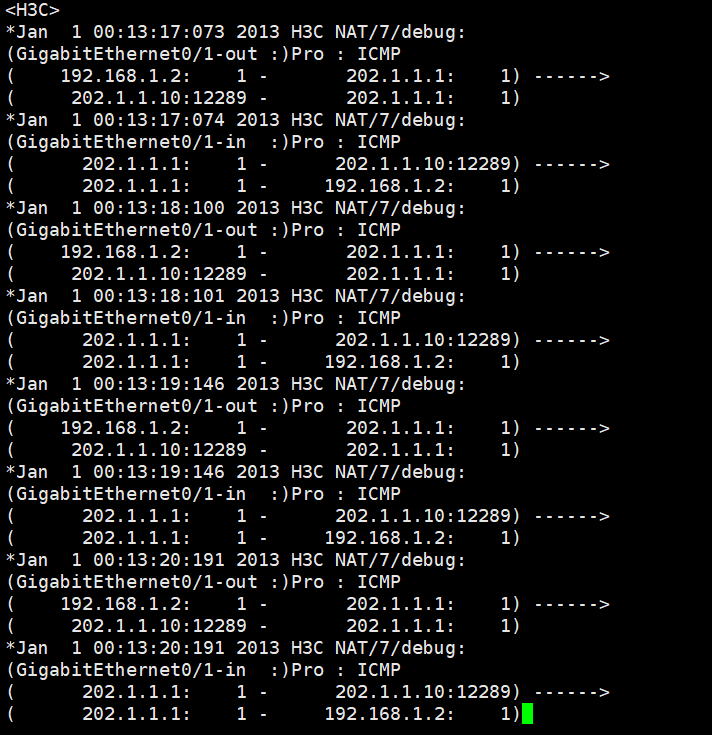 <H3C>
*Jan  1 00:13:17:073 2013 H3C NAT/7/debug:
(GigabitEthernet0/1-out :)Pro : ICMP
(    192.168.1.2:    1 -       202.1.1.1:    1) ------>
(     202.1.1.10:12289 -       202.1.1.1:    1)
*Jan  1 00:13:17:074 2013 H3C NAT/7/debug:
(GigabitEthernet0/1-in  :)Pro : ICMP
(      202.1.1.1:    1 -      202.1.1.10:12289) ------>
(      202.1.1.1:    1 -     192.168.1.2:    1)
*Jan  1 00:13:18:100 2013 H3C NAT/7/debug:
(GigabitEthernet0/1-out :)Pro : ICMP
(    192.168.1.2:    1 -       202.1.1.1:    1) ------>
(     202.1.1.10:12289 -       202.1.1.1:    1)
*Jan  1 00:13:18:101 2013 H3C NAT/7/debug:
(GigabitEthernet0/1-in  :)Pro : ICMP
(      202.1.1.1:    1 -      202.1.1.10:12289) ------>
(      202.1.1.1:    1 -     192.168.1.2:    1)
*Jan  1 00:13:19:146 2013 H3C NAT/7/debug:
(GigabitEthernet0/1-out :)Pro : ICMP
(    192.168.1.2:    1 -       202.1.1.1:    1) ------>
(     202.1.1.10:12289 -       202.1.1.1:    1)
*Jan  1 00:13:19:146 2013 H3C NAT/7/debug:
(GigabitEthernet0/1-in  :)Pro : ICMP
(      202.1.1.1:    1 -      202.1.1.10:12289) ------>
(      202.1.1.1:    1 -     192.168.1.2:    1)
*Jan  1 00:13:20:191 2013 H3C NAT/7/debug:
(GigabitEthernet0/1-out :)Pro : ICMP
(    192.168.1.2:    1 -       202.1.1.1:    1) ------>
(     202.1.1.10:12289 -       202.1.1.1:    1)
*Jan  1 00:13:20:191 2013 H3C NAT/7/debug:
(GigabitEthernet0/1-in  :)Pro : ICMP
(      202.1.1.1:    1 -      202.1.1.10:12289) ------>
(      202.1.1.1:    1 -     192.168.1.2:    1)